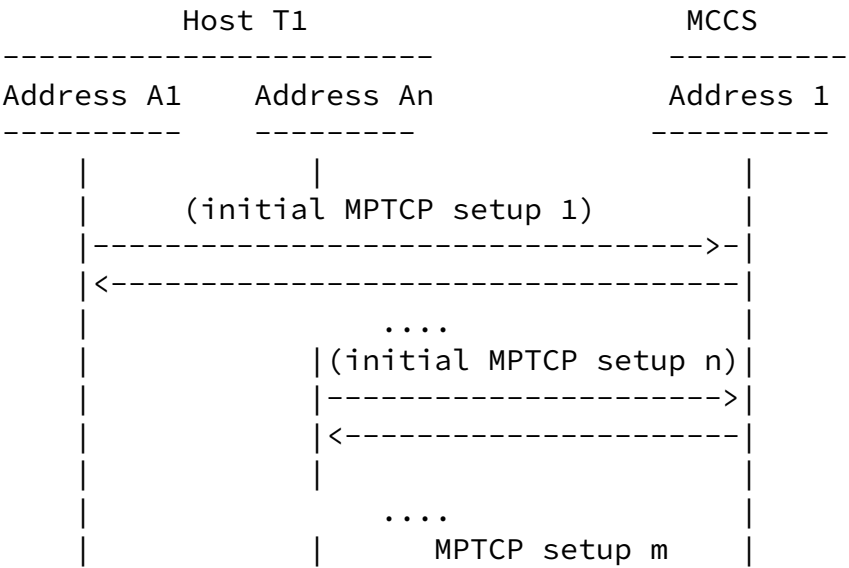 Host T1 MCCS
------------------------ ----------
Address A1 Address An Address 1
---------- --------- ----------
| | |
| (initial MPTCP setup 1) |
|---------------------------------->-|
|<-----------------------------------|
| .... |
| |(initial MPTCP setup n)|
| |---------------------->|
| |<----------------------|
| | |
| .... |
| | MPTCP setup m |